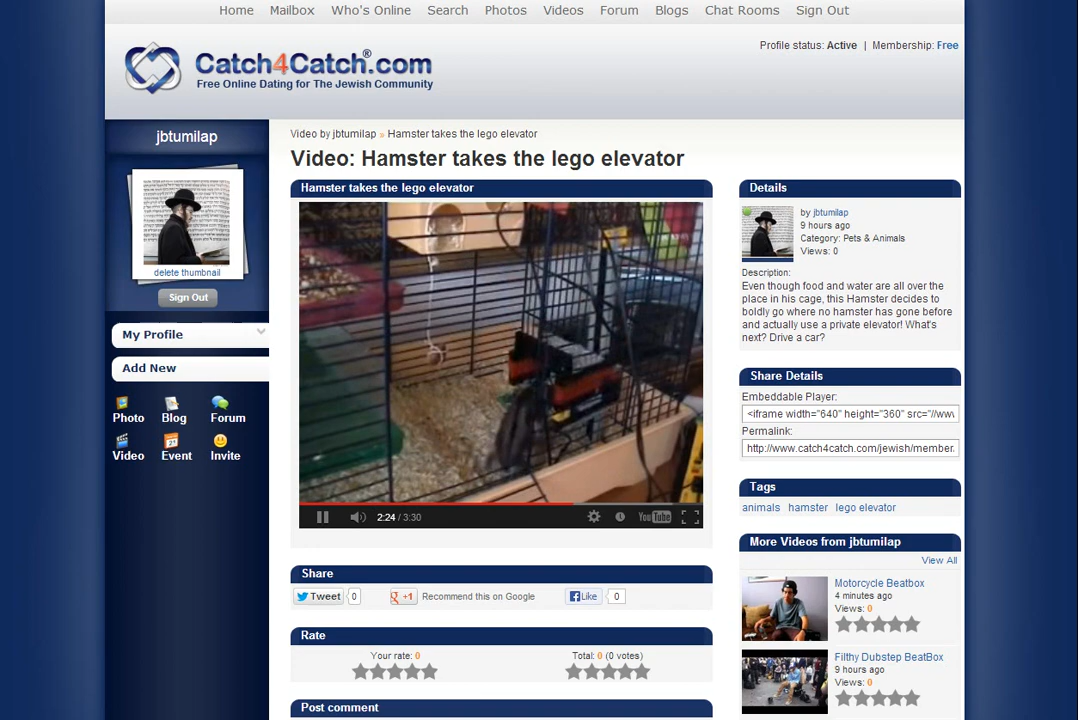 Home Mailbox Who's Online Search Photos Videos Forum Blogs Chat Rooms Sign Out
Profile status: Active | Membership: Free
Catch4Catch.com®
Free Online Dating for The Jewish Community
jbtumilap
delete thumbnail
Sign Out
My Profile
Add New
Photo Blog Forum
Video Event Invite
Video by jbtumilap » Hamster takes the lego elevator
Video: Hamster takes the lego elevator
Hamster takes the lego elevator
2:24 / 3:30
YouTube
Share
Tweet 0
g +1 Recommend this on Google
Like 0
Rate
Your rate: 0
Total: 0 (0 votes)
Post comment
Details
by jbtumilap
9 hours ago
Category: Pets & Animals
Views: 0
Description:
Even though food and water are all over the
place in his cage, this Hamster decides to
boldly go where no hamster has gone before
and actually use a private elevator! What's
next? Drive a car?
Share Details
Embeddable Player:
<iframe width="640" height="360" src="//www
Permalink:
http://www.catch4catch.com/jewish/member
Tags
animals hamster lego elevator
More Videos from jbtumilap
View All
Motorcycle Beatbox
4 minutes ago
Views: 0
Filthy Dubstep BeatBox
9 hours ago
Views: 0